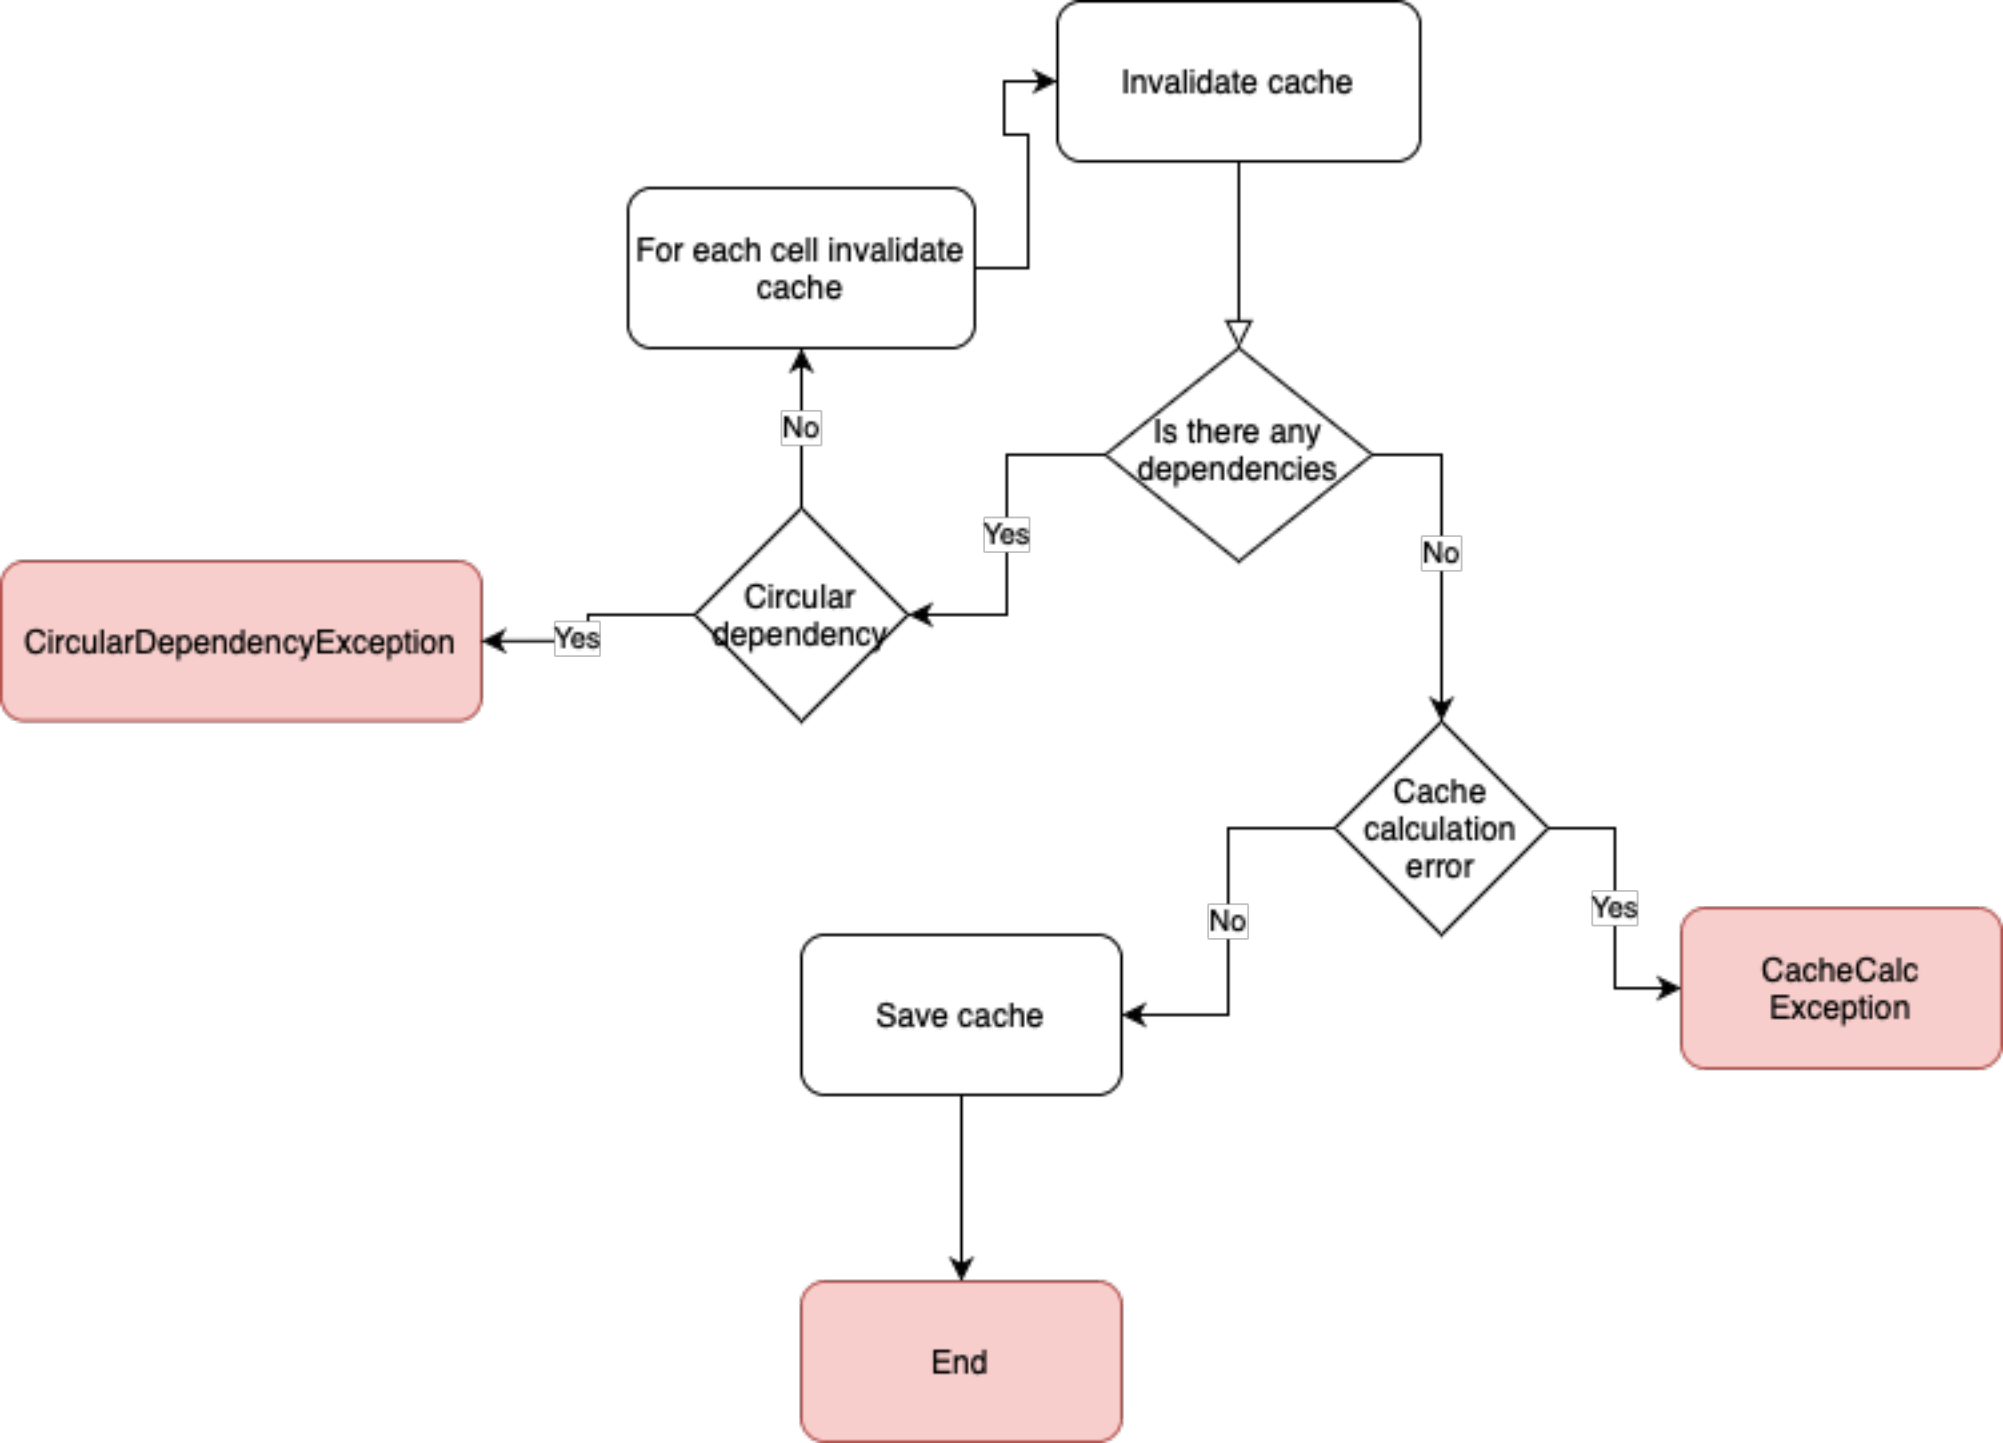 Invalidate cache
For each cell invalidate
cache
No
Is there any
dependencies
Yes
No
Circular
dependency
Yes
CircularDependencyException
Cache
calculation
error
No
Yes
Save cache
CacheCalc
Exception
End